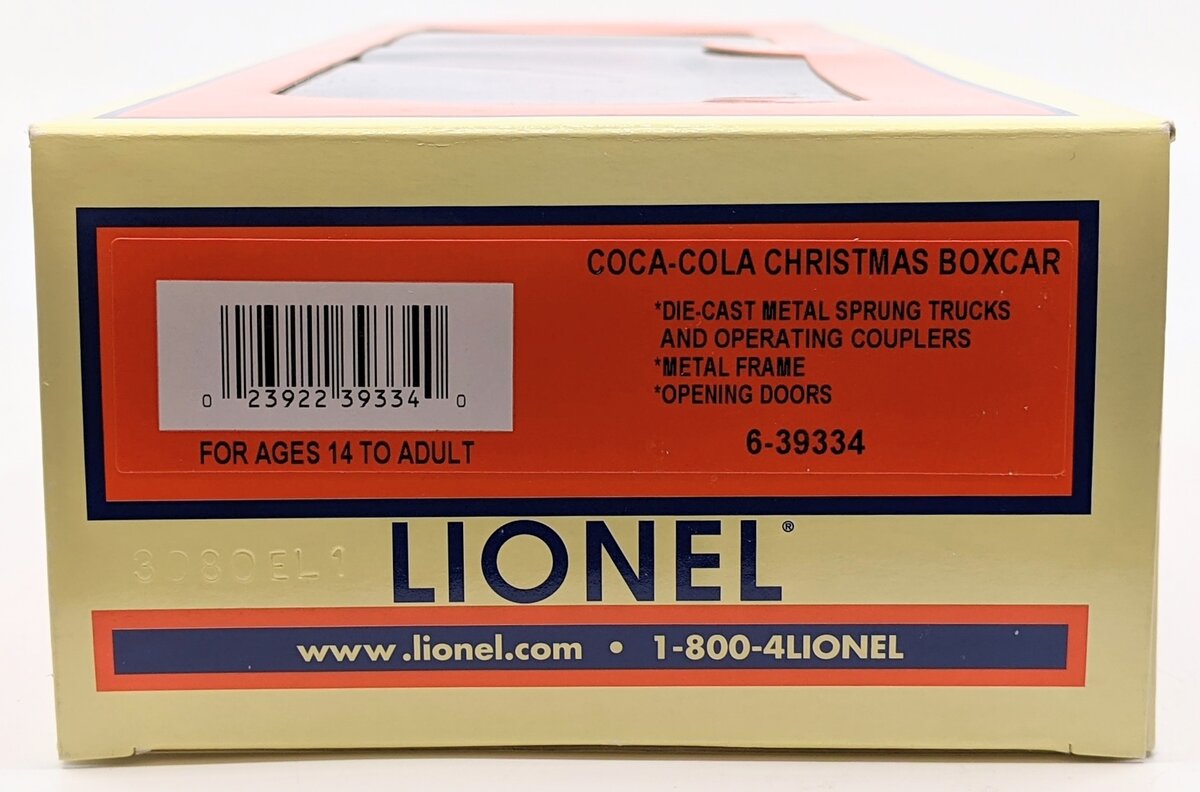 COCA-COLA CHRISTMAS BOXCAR
*DIE-CAST METAL SPRUNG TRUCKS
AND OPERATING COUPLERS
*METAL FRAME
*OPENING DOORS
6-39334
0 23922 39334 0
FOR AGES 14 TO ADULT
3080EL1
LIONEL®
www.lionel.com • 1-800-4LIONEL